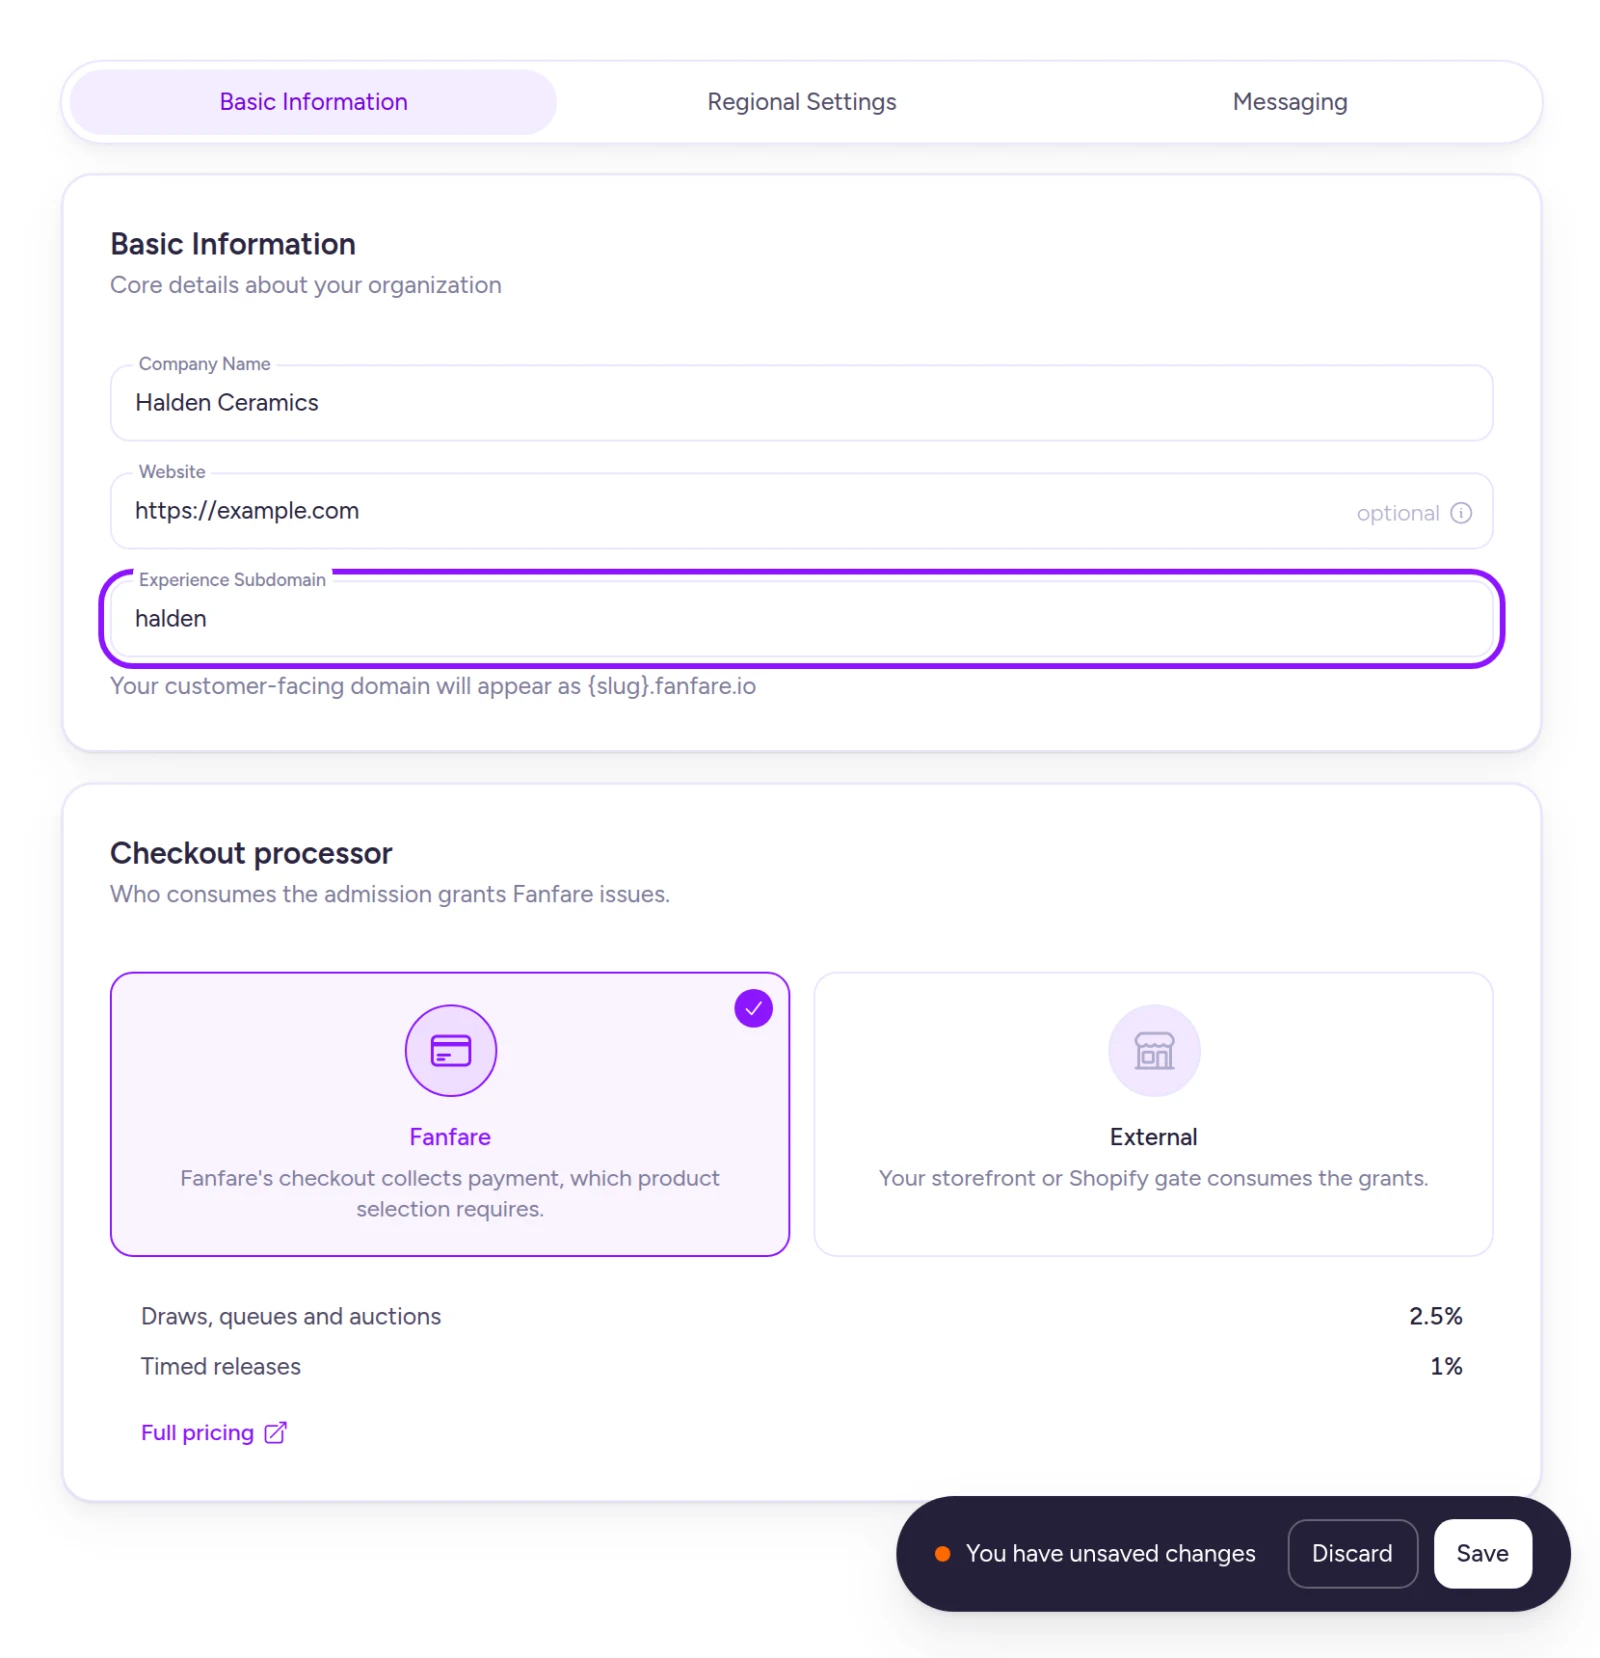 Basic Information
Regional Settings
Messaging
Basic Information
Core details about your organization
Company Name
Halden Ceramics
Website
https://example.com
optional
Experience Subdomain
halden
Your customer-facing domain will appear as {slug}.fanfare.io
Checkout processor
Who consumes the admission grants Fanfare issues.
Fanfare
Fanfare's checkout collects payment, which product
selection requires.
External
Your storefront or Shopify gate consumes the grants.
Draws, queues and auctions
2.5%
Timed releases
1%
Full pricing
You have unsaved changes
Discard
Save